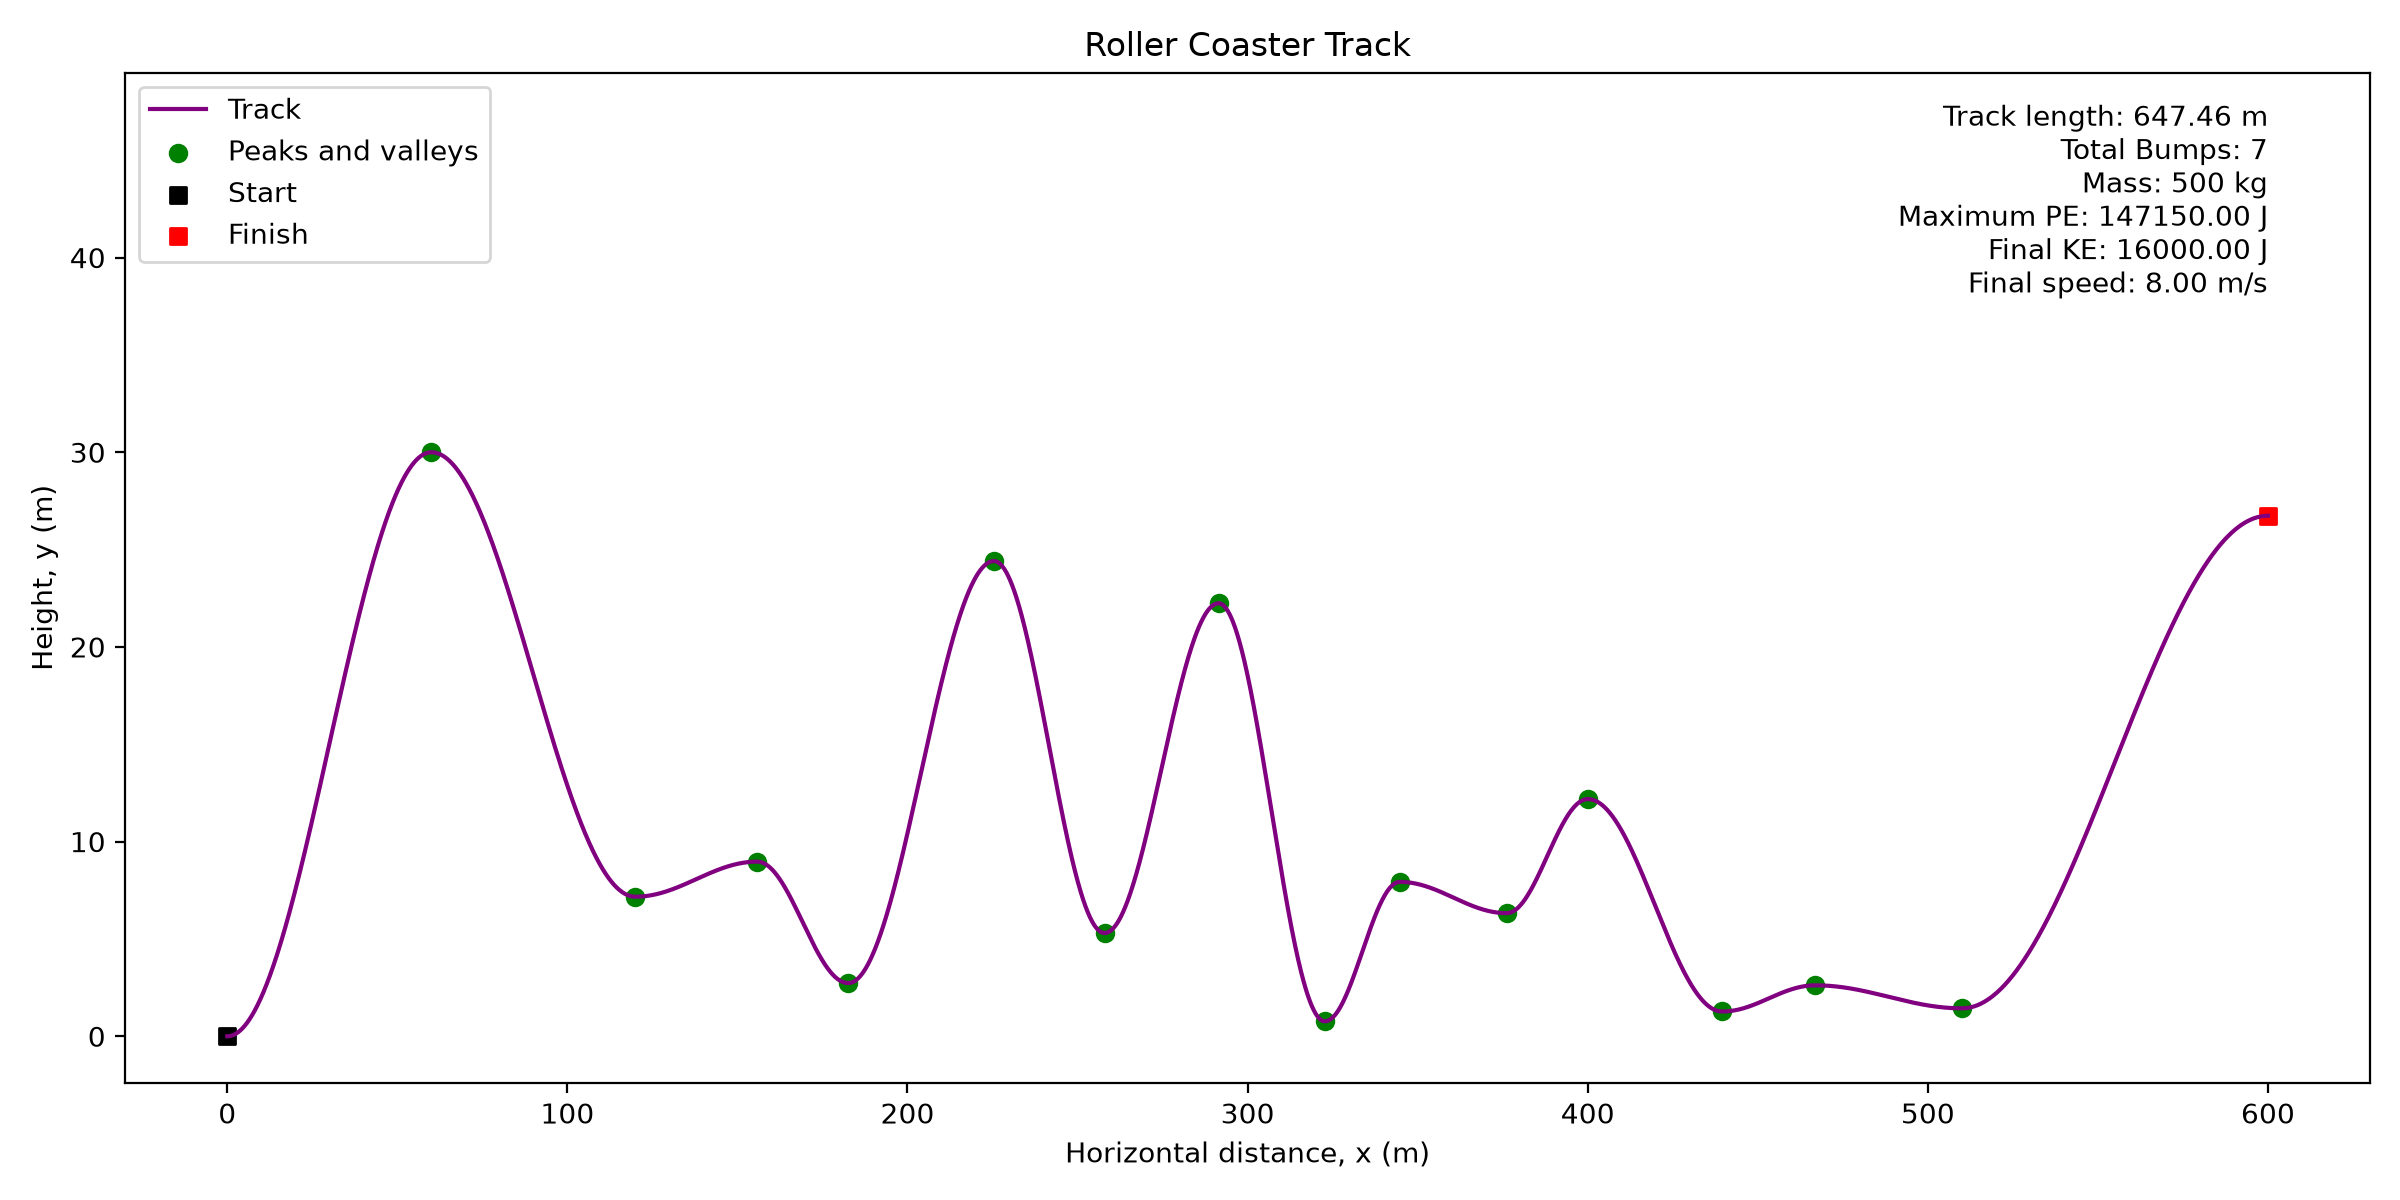 Roller Coaster Track
Track
Peaks and valleys
Start
Finish
Track length: 647.46 m
Total Bumps: 7
Mass: 500 kg
Maximum PE: 147150.00 J
Final KE: 16000.00 J
Final speed: 8.00 m/s
Height, y (m)
40
30
20
10
0
0 100 200 300 400 500 600
Horizontal distance, x (m)